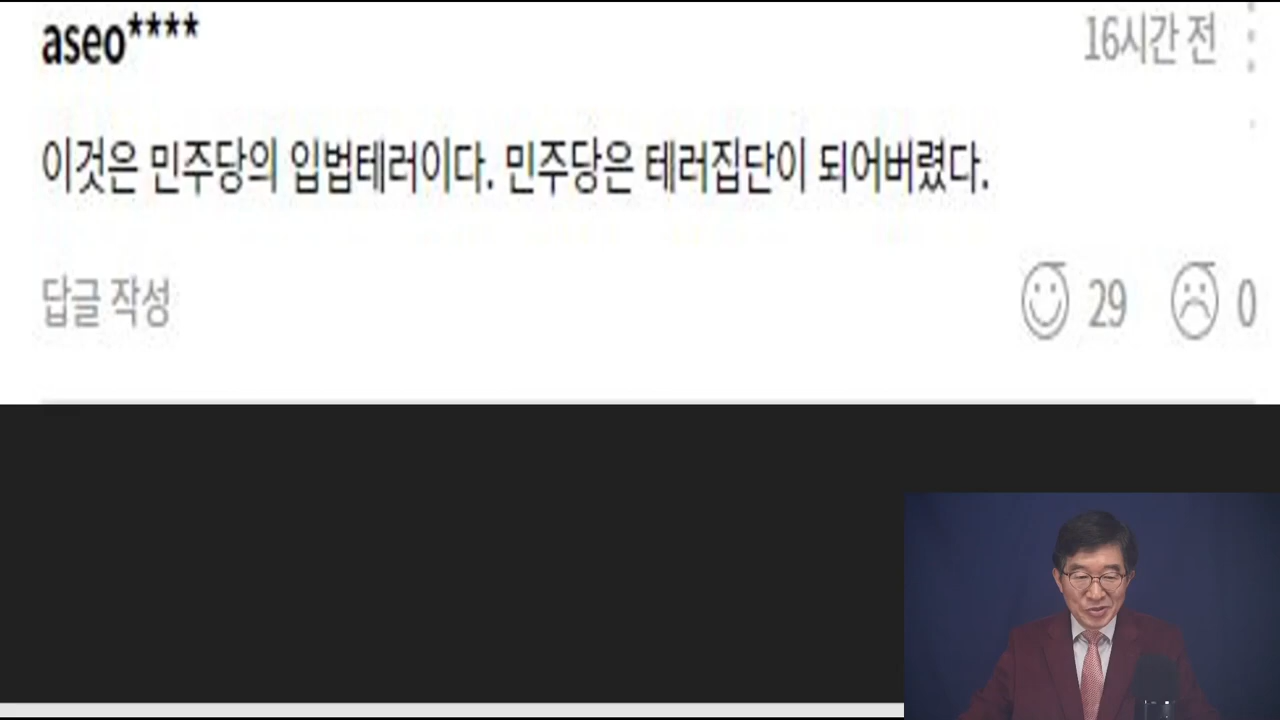 aseo****
16시간 전
이것은 민주당의 입법테러이다. 민주당은 테러집단이 되어버렸다.
답글 작성
29
0